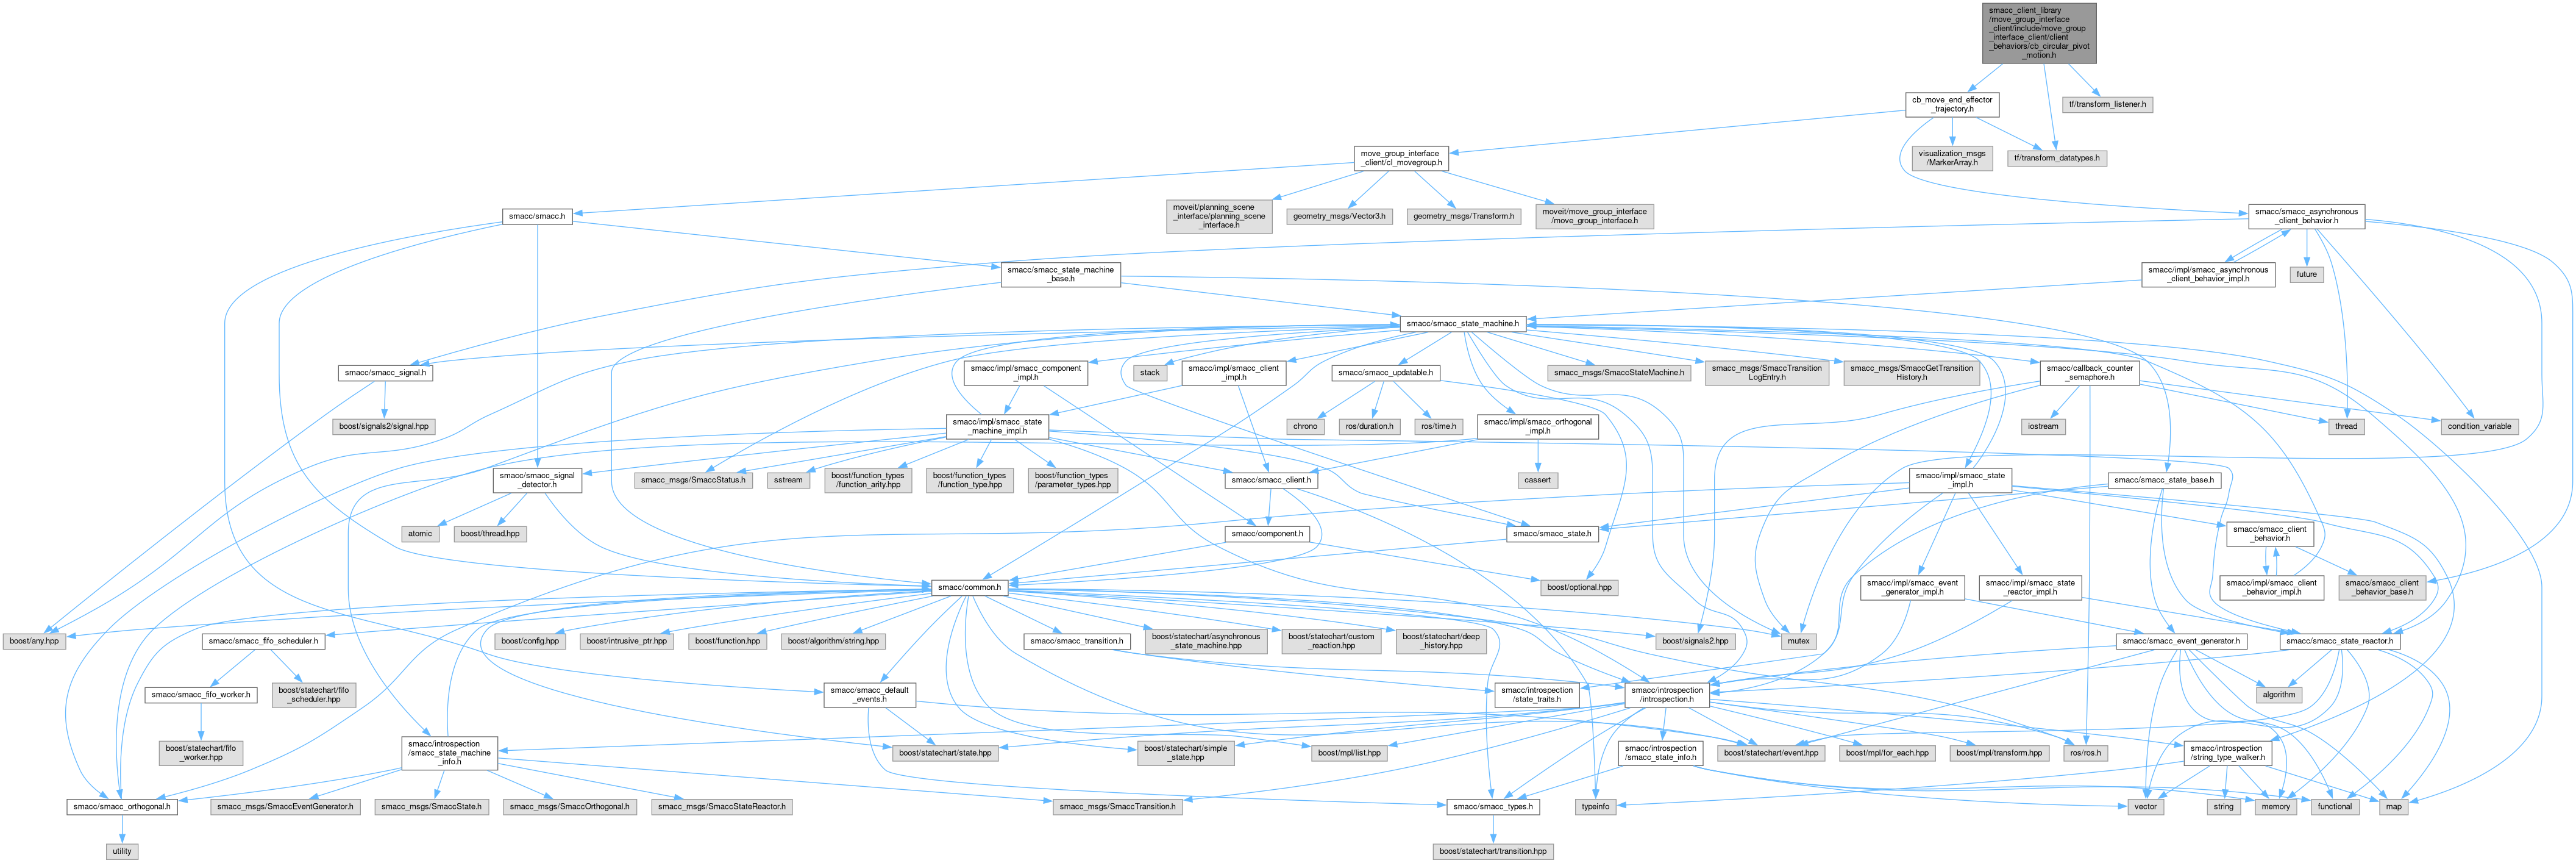 smacc_client_library
/move_group_interface
_client/include/move_group
_interface_client/client
_behaviors/cb_circular_pivot
_motion.h
cb_move_end_effector
_trajectory.h
tf/transform_listener.h
move_group_interface
_client/cl_movegroup.h
visualization_msgs
/MarkerArray.h
tf/transform_datatypes.h
smacc/smacc.h
moveit/planning_scene
_interface/planning_scene
_interface.h
geometry_msgs/Vector3.h
geometry_msgs/Transform.h
moveit/move_group_interface
/move_group_interface.h
smacc/smacc_asynchronous
_client_behavior.h
smacc/smacc_state_machine
_base.h
smacc/impl/smacc_asynchronous
_client_behavior_impl.h
future
smacc/smacc_state_machine.h
smacc/smacc_signal.h
smacc/impl/smacc_component
_impl.h
stack
smacc/impl/smacc_client
_impl.h
smacc/smacc_updatable.h
smacc_msgs/SmaccStateMachine.h
smacc_msgs/SmaccTransition
LogEntry.h
smacc_msgs/SmaccGetTransition
History.h
smacc/callback_counter
_semaphore.h
boost/signals2/signal.hpp
smacc/impl/smacc_state
_machine_impl.h
chrono
ros/duration.h
ros/time.h
smacc/impl/smacc_orthogonal
_impl.h
iostream
thread
condition_variable
smacc/smacc_signal
_detector.h
smacc_msgs/SmaccStatus.h
sstream
boost/function_types
/function_arity.hpp
boost/function_types
/function_type.hpp
boost/function_types
/parameter_types.hpp
smacc/smacc_client.h
cassert
smacc/impl/smacc_state
_impl.h
smacc/smacc_state_base.h
atomic
boost/thread.hpp
smacc/component.h
smacc/smacc_state.h
smacc/smacc_client
_behavior.h
smacc/common.h
boost/optional.hpp
smacc/impl/smacc_event
_generator_impl.h
smacc/impl/smacc_state
_reactor_impl.h
smacc/impl/smacc_client
_behavior_impl.h
smacc/smacc_client
_behavior_base.h
boost/any.hpp
smacc/smacc_fifo_scheduler.h
boost/config.hpp
boost/intrusive_ptr.hpp
boost/function.hpp
boost/algorithm/string.hpp
smacc/smacc_transition.h
boost/statechart/asynchronous
_state_machine.hpp
boost/statechart/custom
_reaction.hpp
boost/statechart/deep
_history.hpp
boost/signals2.hpp
mutex
smacc/smacc_event_generator.h
smacc/smacc_state_reactor.h
smacc/smacc_fifo_worker.h
boost/statechart/fifo
_scheduler.hpp
smacc/smacc_default
_events.h
smacc/introspection
/state_traits.h
smacc/introspection
/introspection.h
algorithm
boost/statechart/fifo
_worker.hpp
smacc/introspection
/smacc_state_machine
_info.h
boost/statechart/state.hpp
boost/statechart/simple
_state.hpp
boost/mpl/list.hpp
smacc/introspection
/smacc_state_info.h
boost/statechart/event.hpp
boost/mpl/for_each.hpp
boost/mpl/transform.hpp
ros/ros.h
smacc/introspection
/string_type_walker.h
smacc/smacc_orthogonal.h
smacc_msgs/SmaccEventGenerator.h
smacc_msgs/SmaccState.h
smacc_msgs/SmaccOrthogonal.h
smacc_msgs/SmaccStateReactor.h
smacc_msgs/SmaccTransition.h
smacc/smacc_types.h
typeinfo
vector
string
memory
functional
map
utility
boost/statechart/transition.hpp